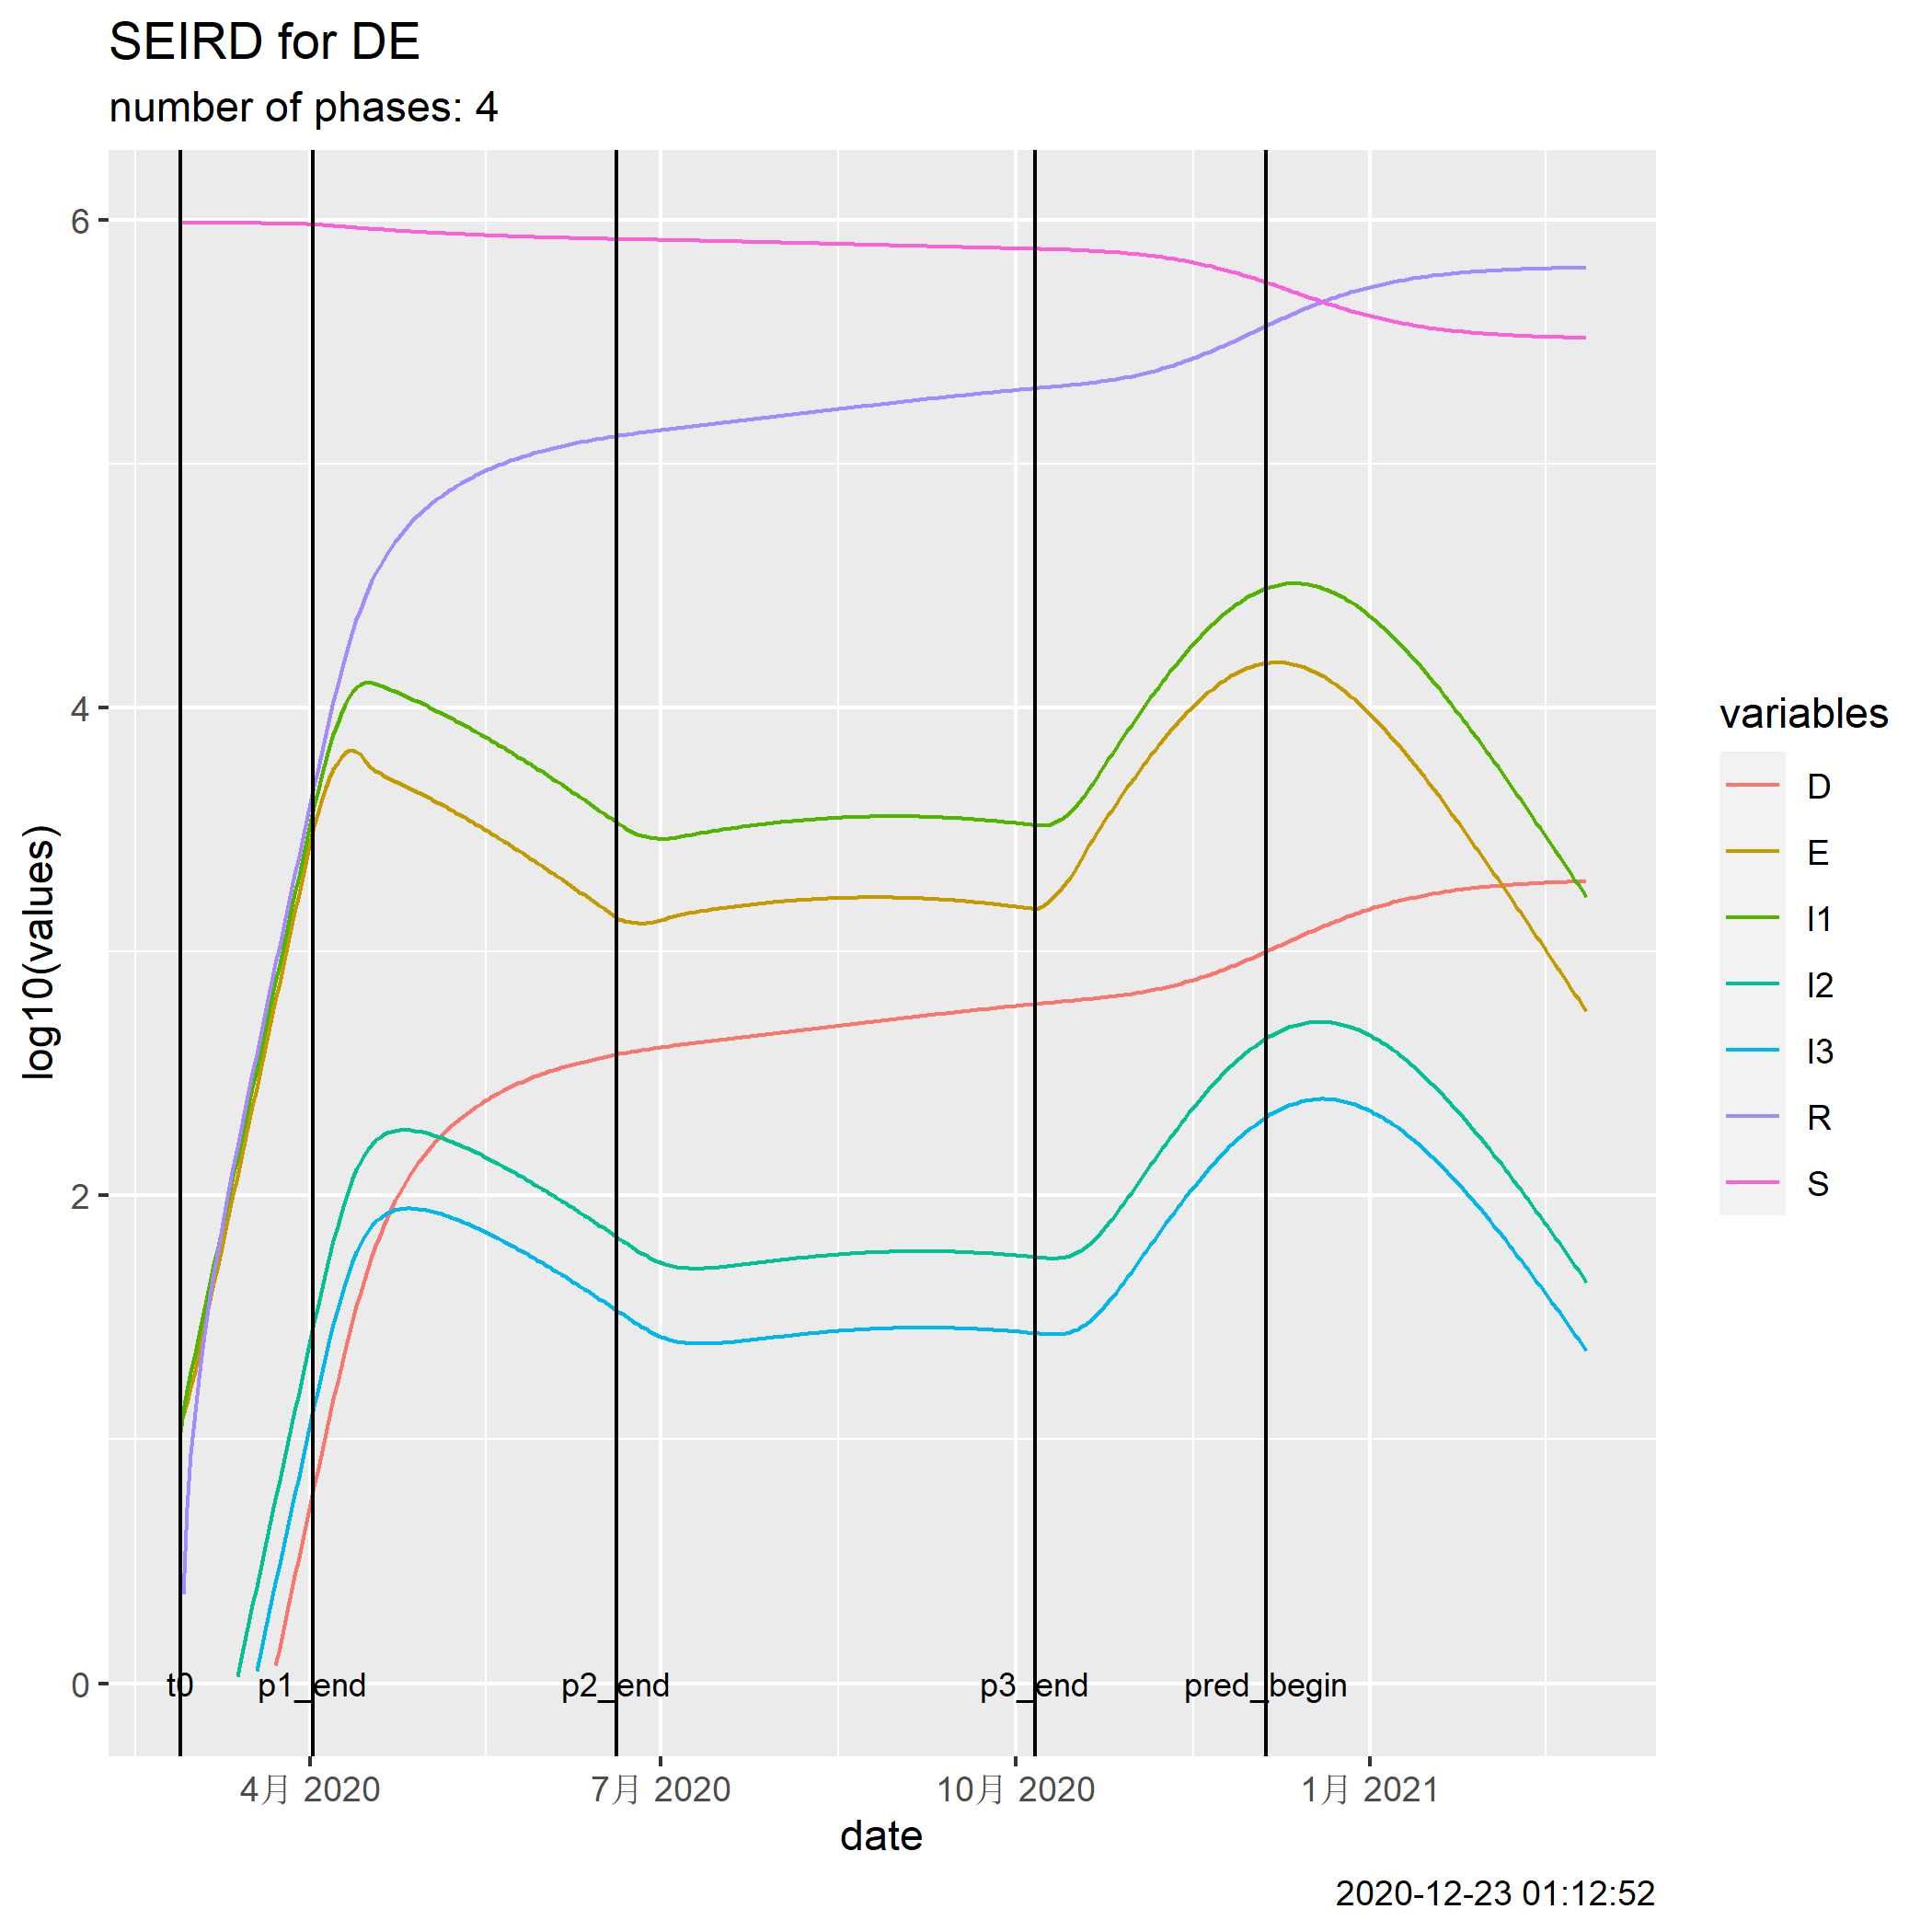 SEIRD for DE
number of phases: 4
log10(values)
6
4
2
0
t0
p1_end
p2_end
p3_end
pred_begin
4月 2020
7月 2020
10月 2020
1月 2021
date
variables
D
E
I1
I2
I3
R
S
2020-12-23 01:12:52